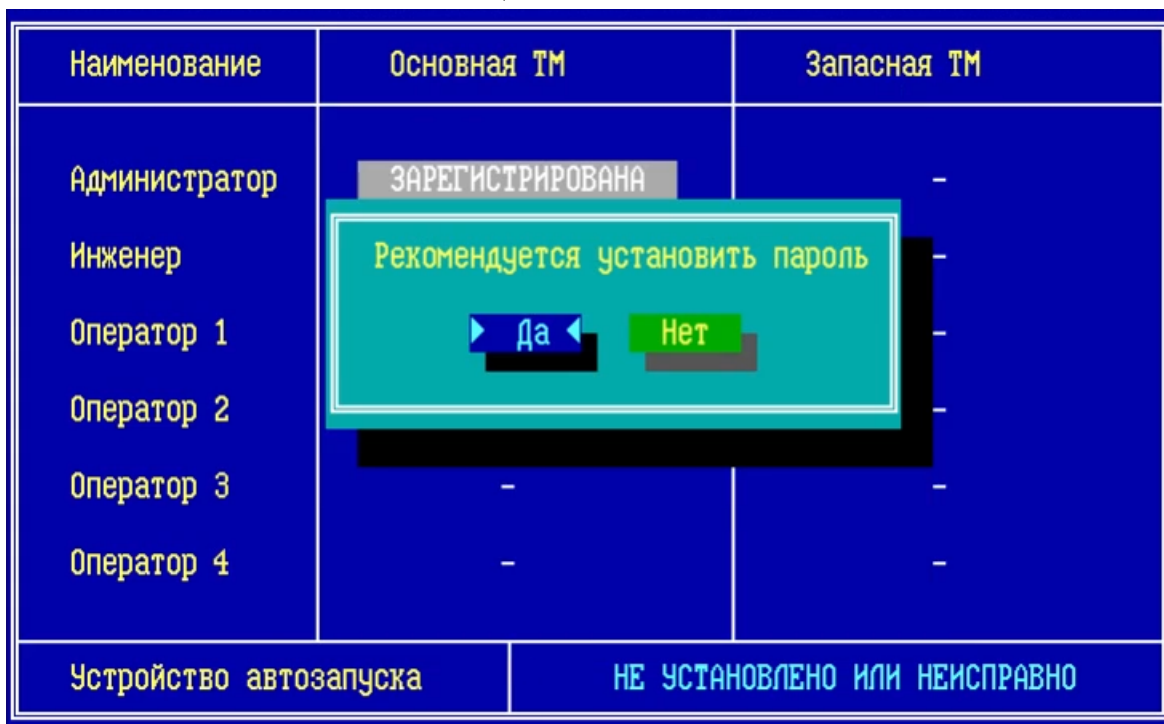 Наименование Основная ТМ Запасная ТМ
Администратор ЗАРЕГИСТРИРОВАНА -
Инженер -
Рекомендуется установить пароль
Оператор 1 -
Да Нет
Оператор 2 -
Оператор 3 - -
Оператор 4 - -
Устройство автозапуска НЕ УСТАНОВЛЕНО ИЛИ НЕИСПРАВНО